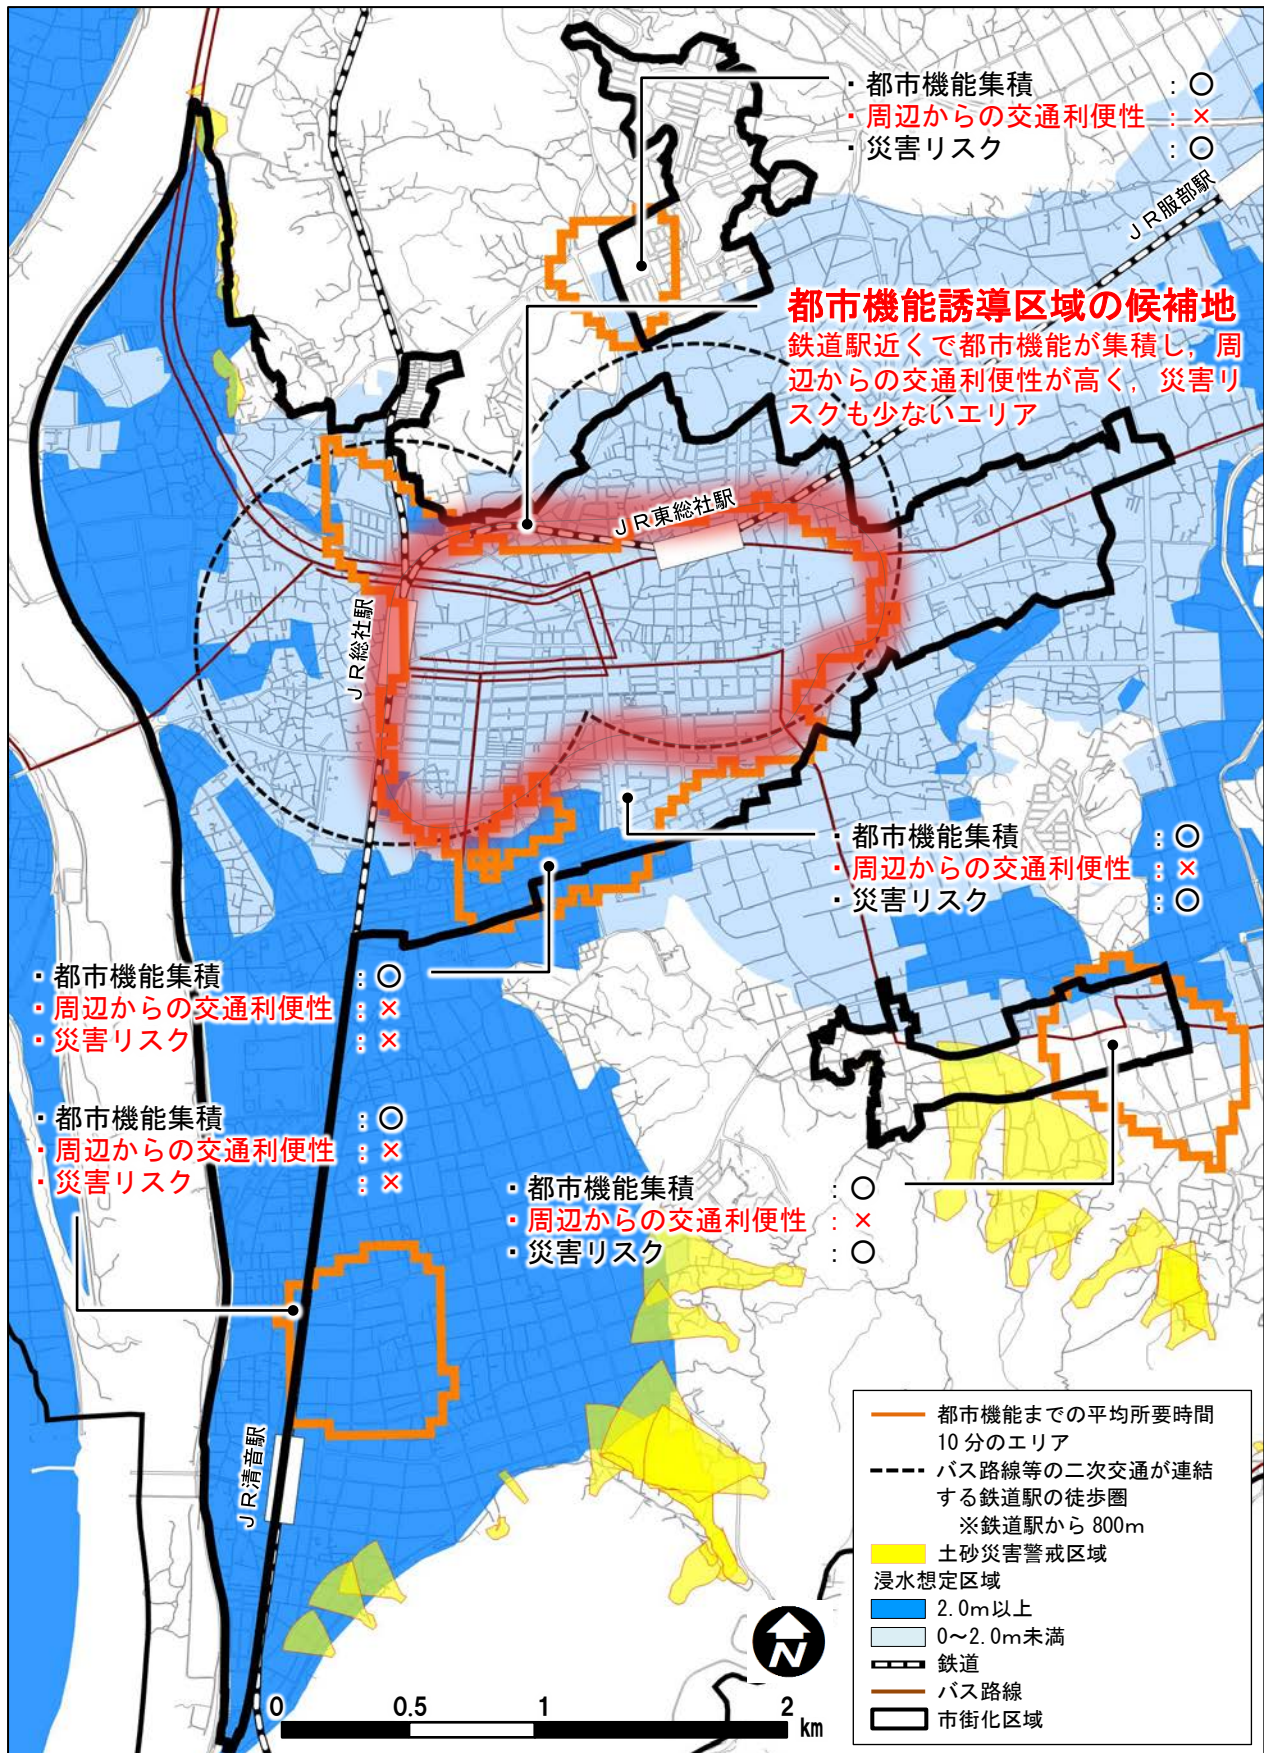 ・都市機能集積 ：○
・周辺からの交通利便性 ：×
・災害リスク ：○
ＪＲ服部駅
都市機能誘導区域の候補地
鉄道駅近くで都市機能が集積し，周
辺からの交通利便性が高く，災害リ
スクも少ないエリア
ＪＲ東総社駅
ＪＲ総社駅
・都市機能集積 ：○
・周辺からの交通利便性 ：×
・災害リスク ：○
・都市機能集積 ：○
・周辺からの交通利便性 ：×
・災害リスク ：×
・都市機能集積 ：○
・周辺からの交通利便性 ：×
・災害リスク ：×
・都市機能集積 ：○
・周辺からの交通利便性 ：×
・災害リスク ：○
ＪＲ清音駅
都市機能までの平均所要時間
10 分のエリア
バス路線等の二次交通が連結
する鉄道駅の徒歩圏
※鉄道駅から 800ｍ
土砂災害警戒区域
浸水想定区域
2.0ｍ以上
0～2.0ｍ未満
鉄道
バス路線
市街化区域
N
0 0.5 1 2
km